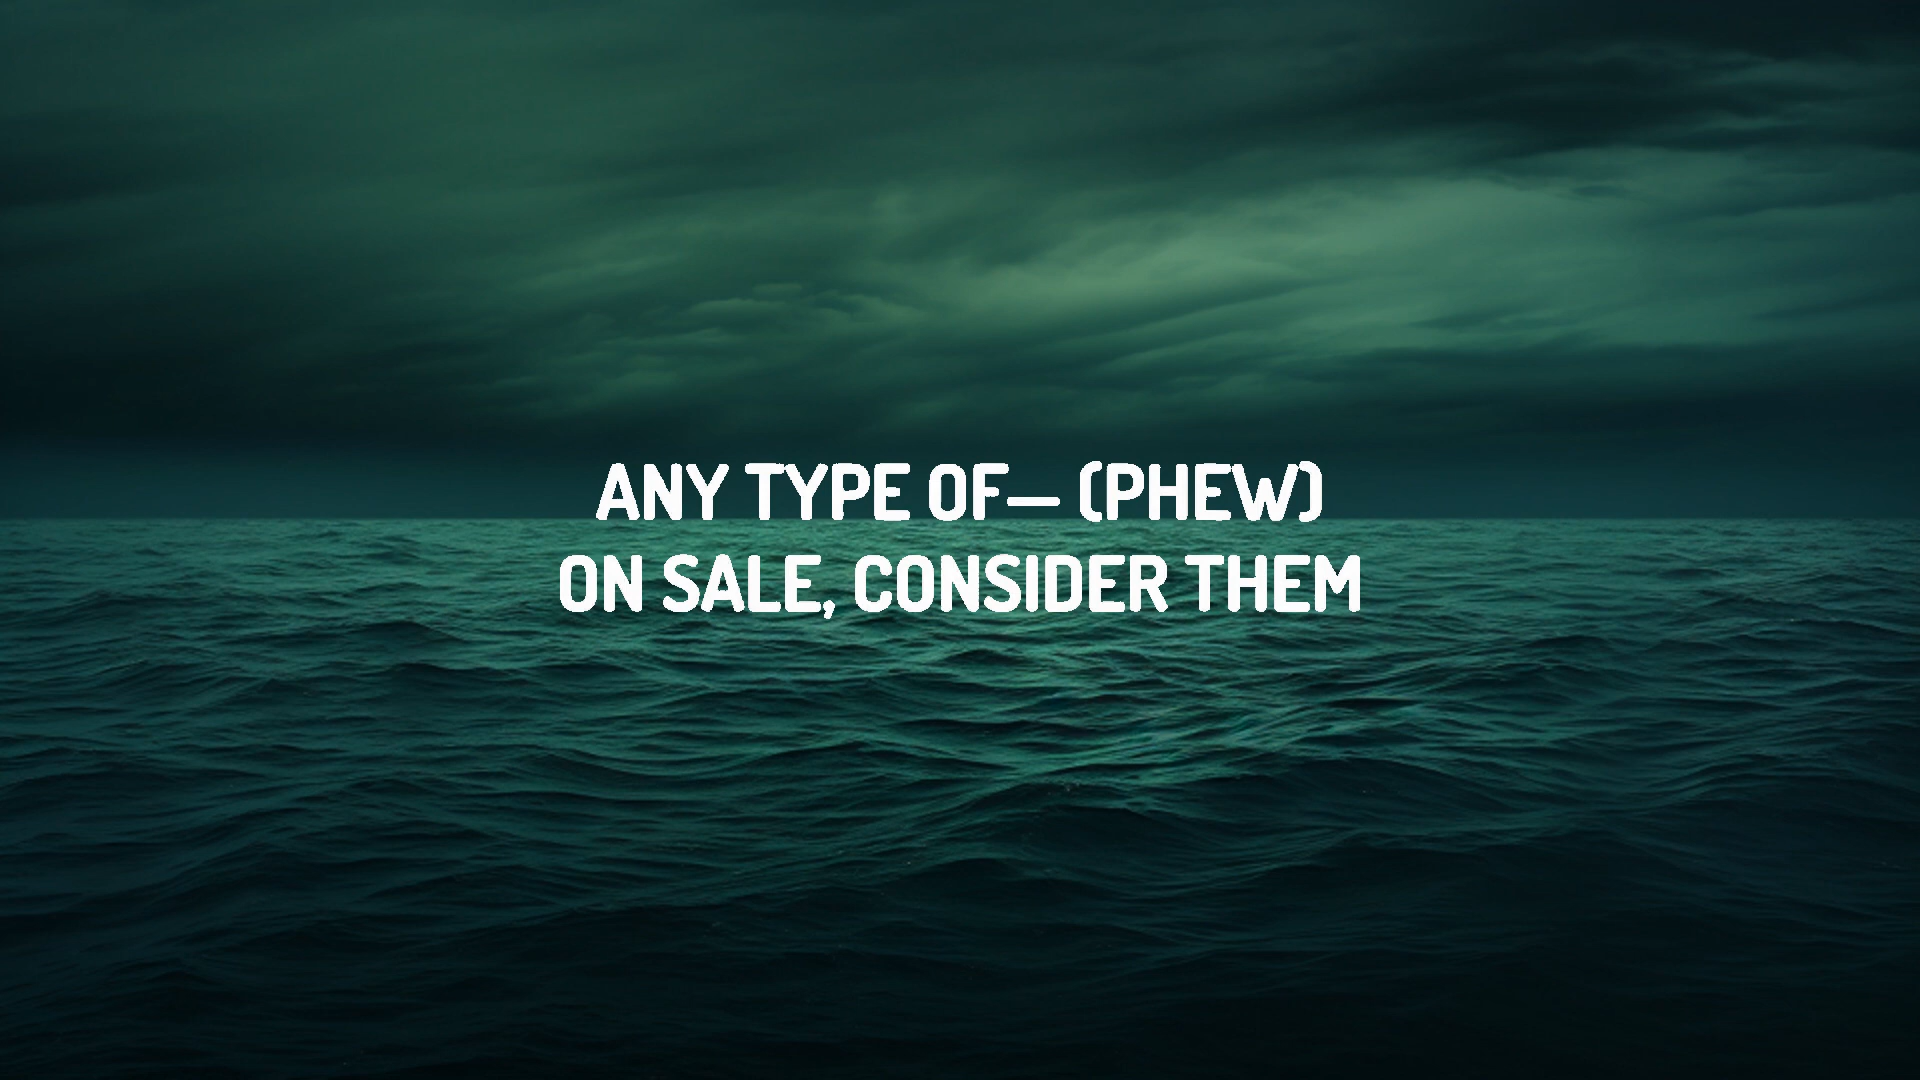 ANY TYPE OF— (PHEW)
ON SALE, CONSIDER THEM